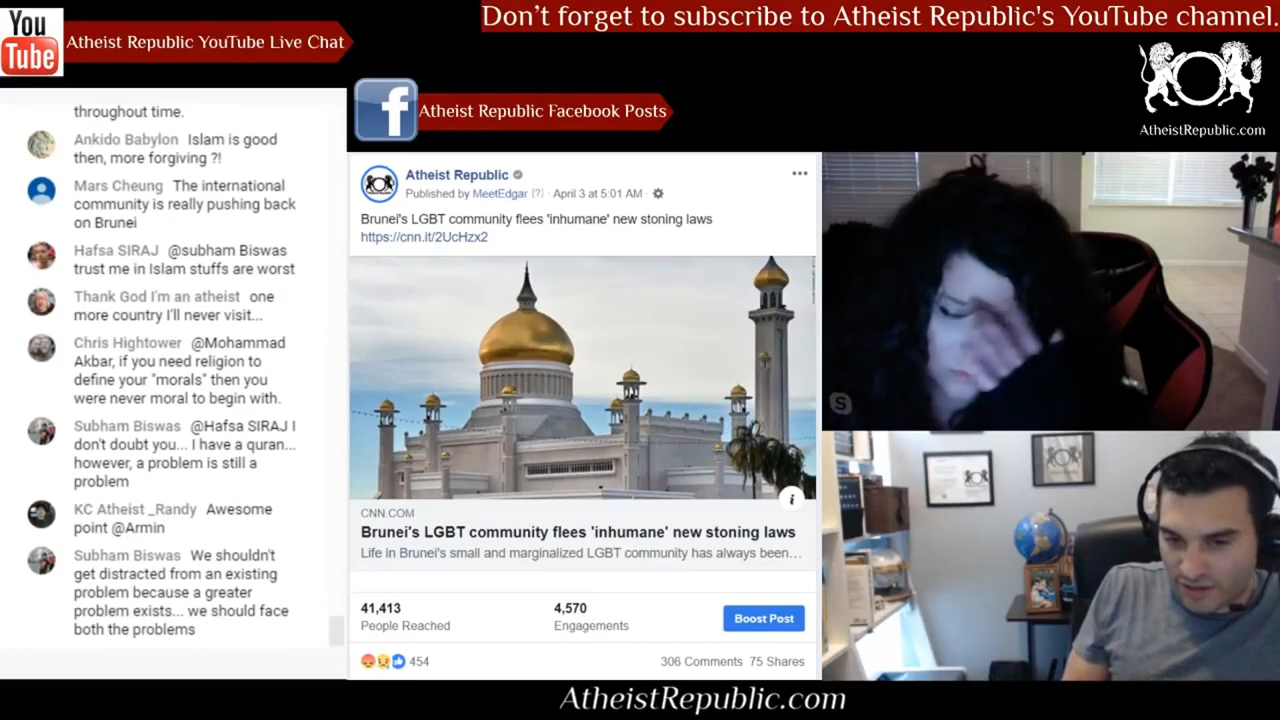 Don’t forget to subscribe to Atheist Republic's YouTube channel.
You
Tube
Atheist Republic YouTube Live Chat
throughout time.
Ankido Babylon Islam is good
then, more forgiving ?!
Mars Cheung The international
community is really pushing back
on Brunei
Hafsa SIRAJ @subham Biswas
trust me in Islam stuffs are worst
Thank God I'm an atheist one
more country I'll never visit...
Chris Hightower @Mohammad
Akbar, if you need religion to
define your "morals" then you
were never moral to begin with.
Subham Biswas @Hafsa SIRAJ I
don't doubt you... I have a quran...
however, a problem is still a
problem
KC Atheist _Randy Awesome
point @Armin
Subham Biswas We shouldn't
get distracted from an existing
problem because a greater
problem exists... we should face
both the problems
f
Atheist Republic Facebook Posts
Atheist Republic
Published by MeetEdgar [?] · April 3 at 5:01 AM ·
Brunei's LGBT community flees 'inhumane' new stoning laws
https://cnn.it/2UcHzx2
i
CNN.COM
Brunei's LGBT community flees 'inhumane' new stoning laws
Life in Brunei's small and marginalized LGBT community has always been...
41,413
People Reached
4,570
Engagements
Boost Post
454
306 Comments 75 Shares
AtheistRepublic.com
S
AtheistRepublic.com